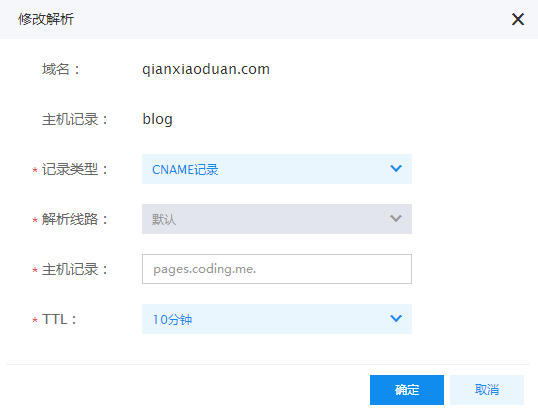 修改解析
域名： qianxiaoduan.com
主机记录： blog
* 记录类型： CNAME记录
* 解析线路： 默认
* 主机记录： pages.coding.me.
* TTL： 10分钟
确定 取消